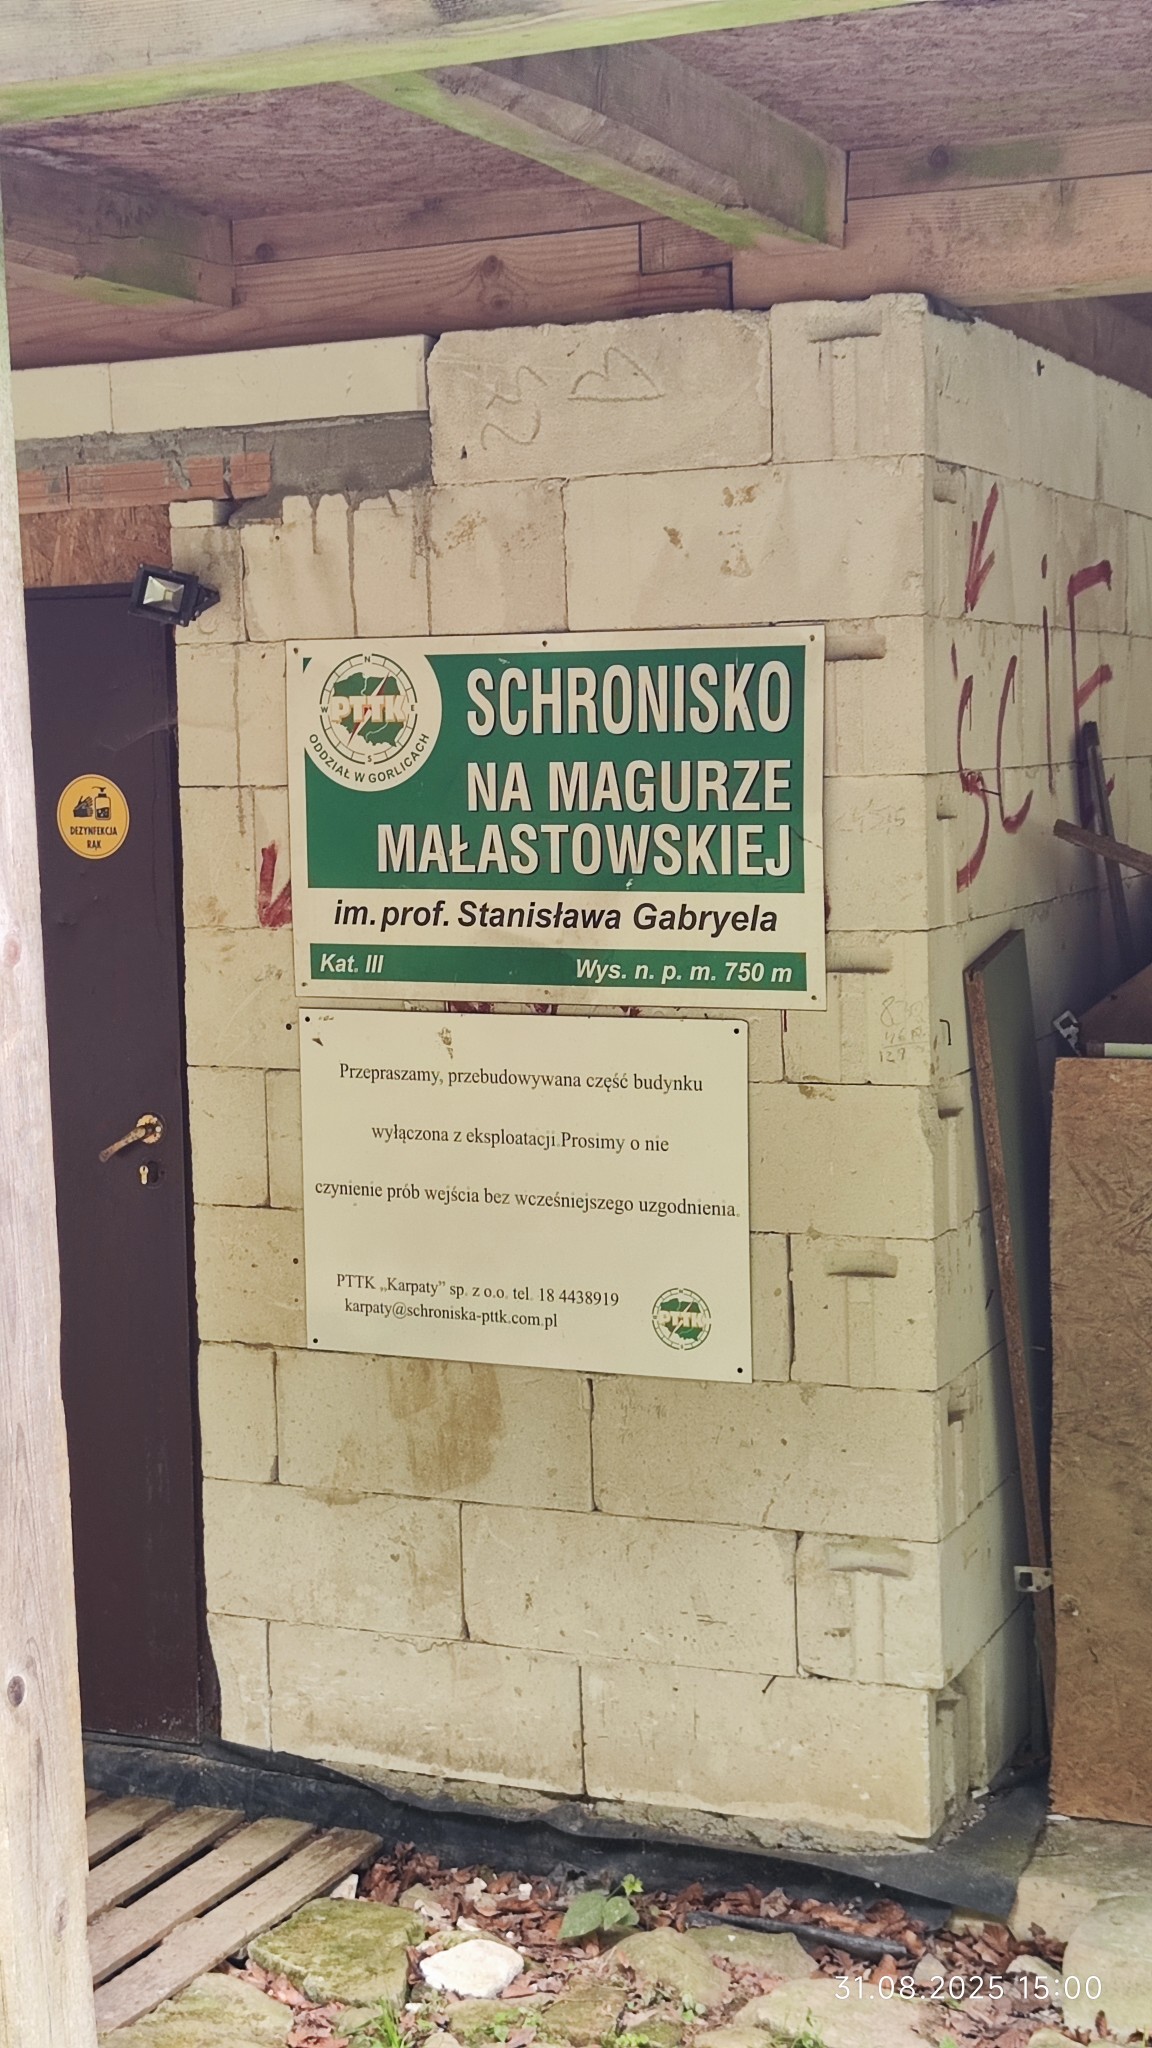 SCHRONISKO
NA MAGURZE
MAŁASTOWSKIEJ
im. prof. Stanisława Gabryela
Kat. III
Wys. n. p. m. 750 m
N
W
E
S
PTTK
ODDZIAŁ W GORLICACH
DEZYNFEKCJA
RĄK
ŚCIE
Przepraszamy, przebudowywana część budynku
wyłączona z eksploatacji.Prosimy o nie
czynienie prób wejścia bez wcześniejszego uzgodnienia.
PTTK „Karpaty” sp. z o.o. tel. 18 4438919
karpaty@schroniska-pttk.com.pl
PTTK
31.08.2025 15:00